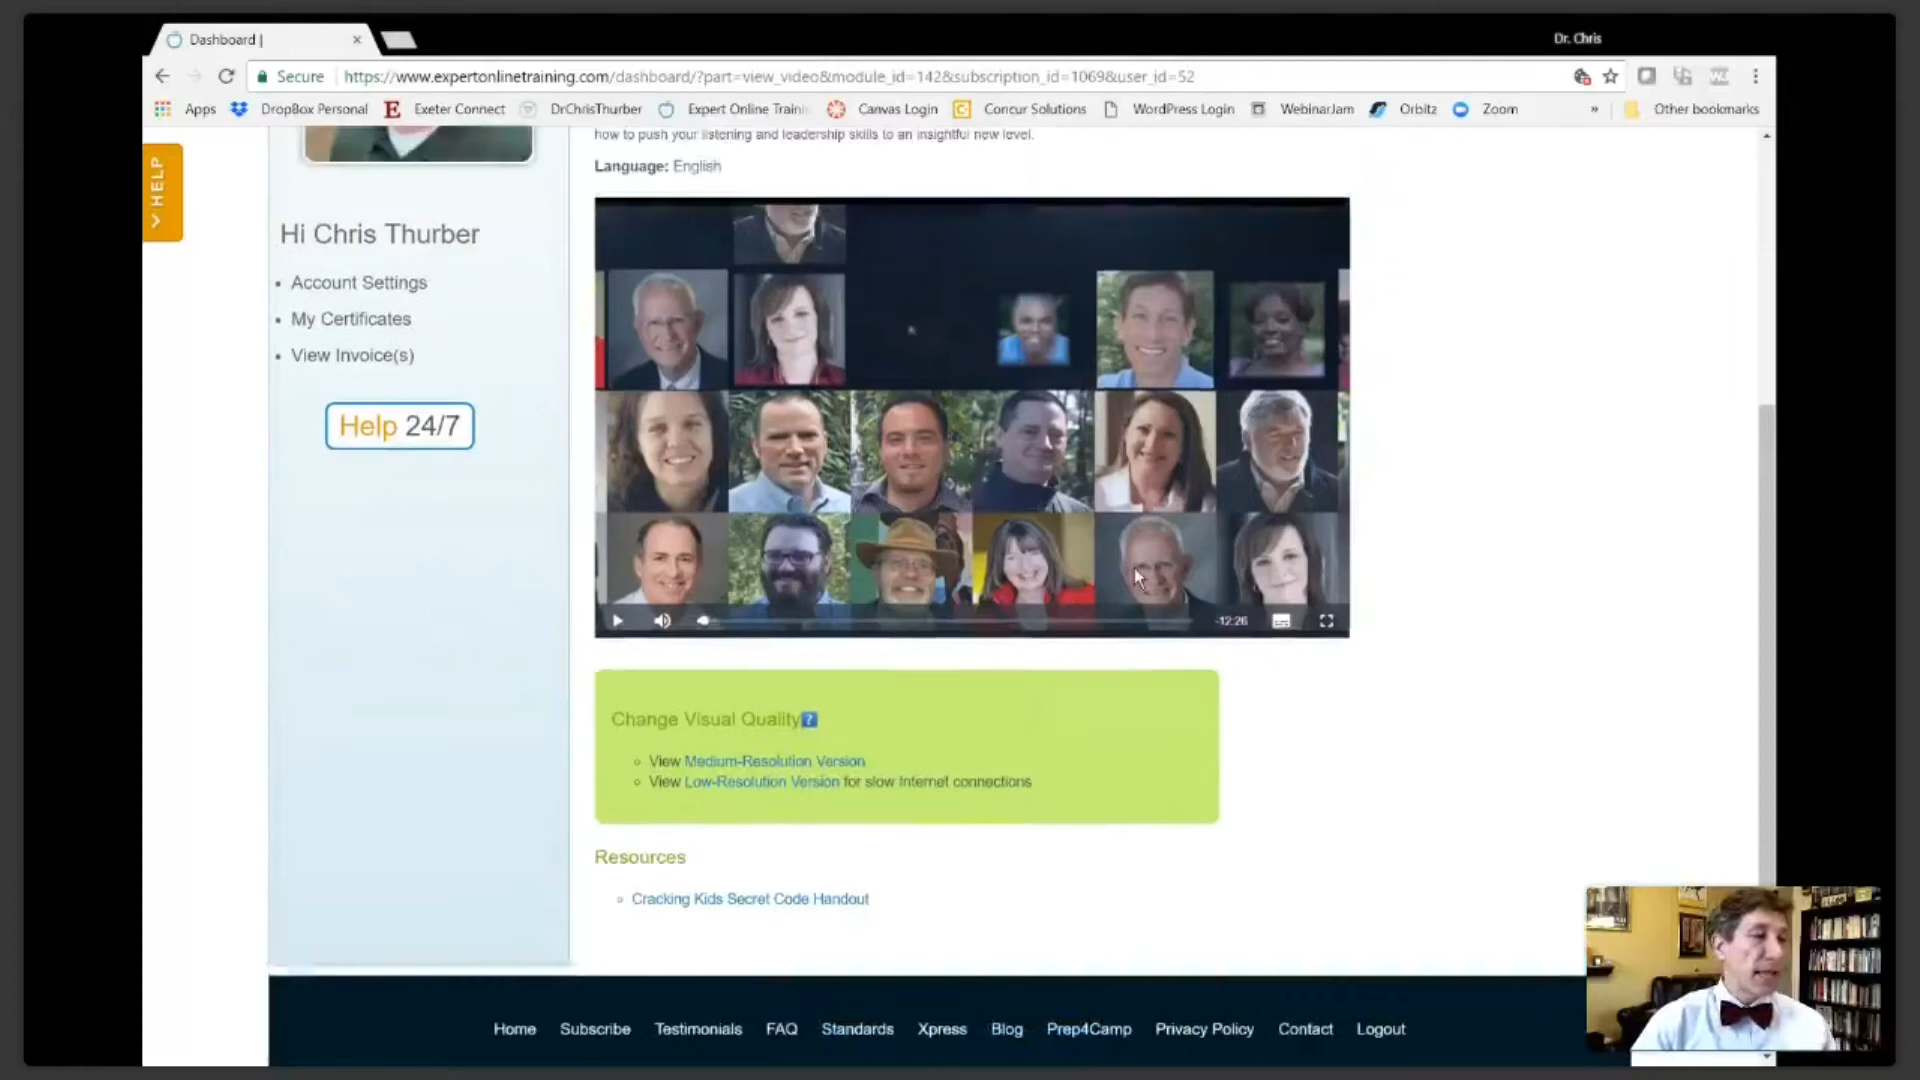 Dashboard |
Dr. Chris
Secure https://www.expertonlinetraining.com/dashboard/?part=view_video&module_id=142&subscription_id=1069&user_id=52
Apps DropBox Personal Exeter Connect DrChrisThurber Expert Online Traini Canvas Login Concur Solutions WordPress Login WebinarJam Orbitz Zoom » Other bookmarks
HELP
how to push your listening and leadership skills to an insightful new level.
Language: English
Hi Chris Thurber
Account Settings
My Certificates
View Invoice(s)
Help 24/7
-12:26
Change Visual Quality?
View Medium-Resolution Version
View Low-Resolution Version for slow Internet connections
Resources
Cracking Kids Secret Code Handout
Home Subscribe Testimonials FAQ Standards Xpress Blog Prep4Camp Privacy Policy Contact Logout